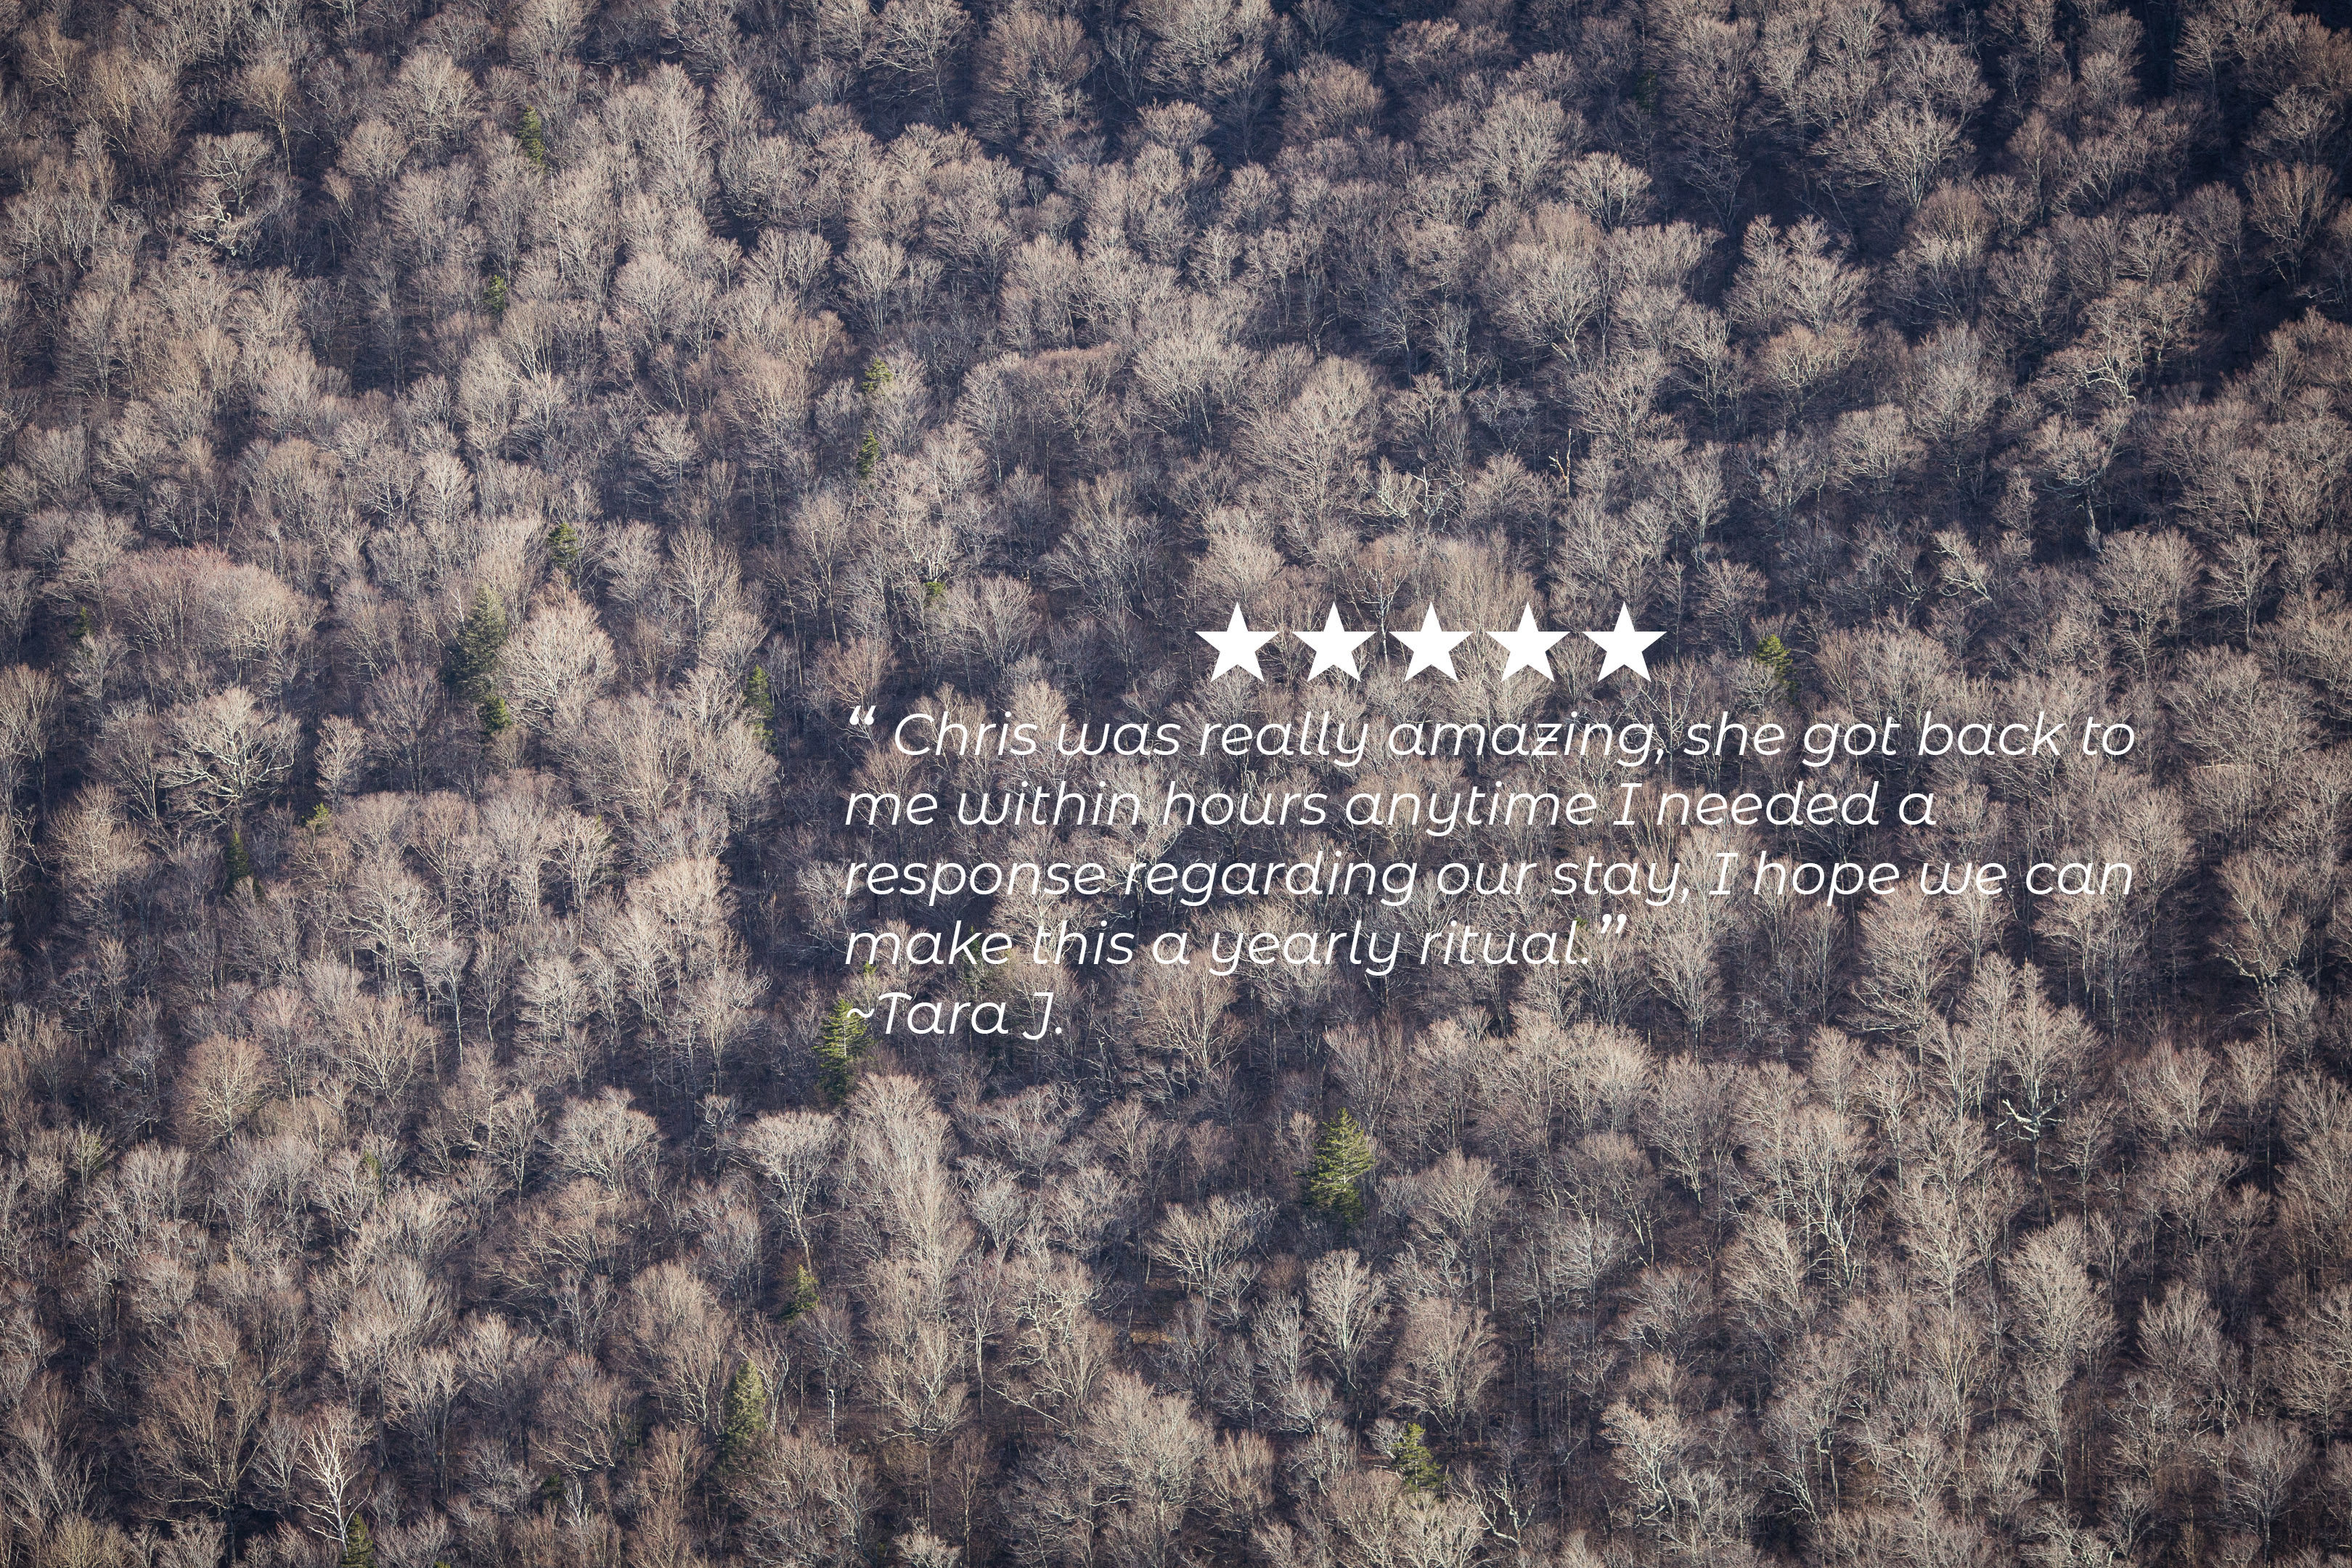 “ Chris was really amazing, she got back to
me within hours anytime I needed a
response regarding our stay, I hope we can
make this a yearly ritual.”
~Tara J.